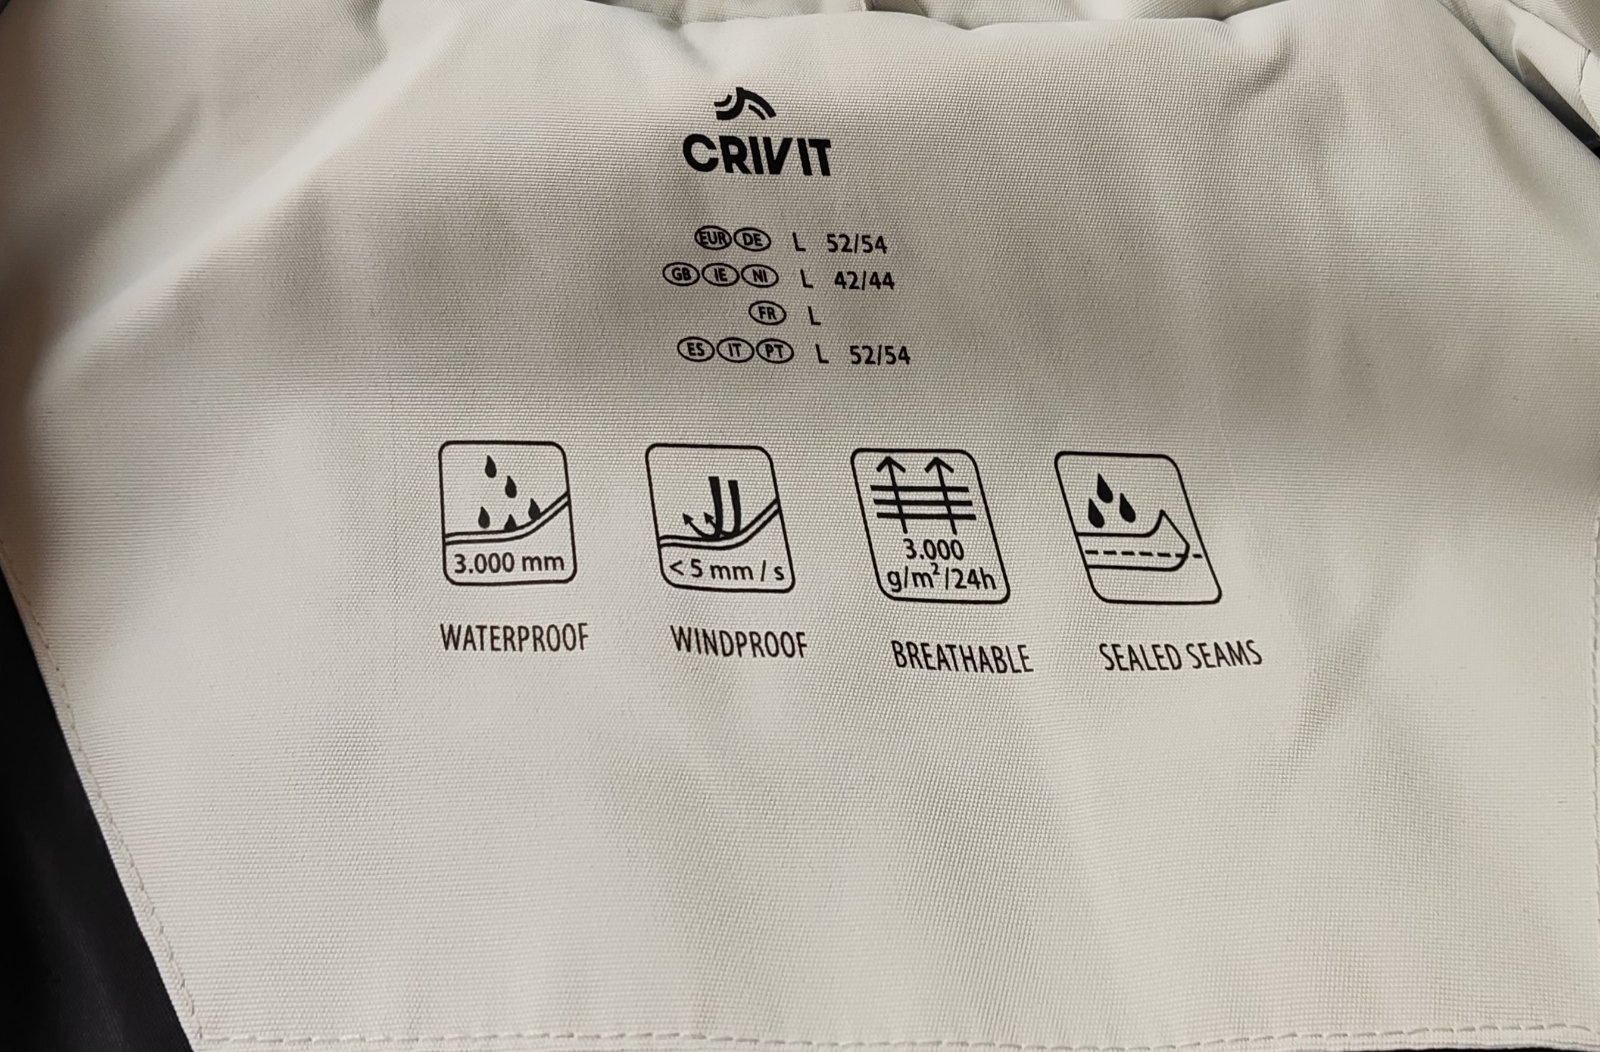 CRIVIT
EUR DE L 52/54
GB IE NI L 42/44
FR L
ES IT PT L 52/54
3.000 mm
< 5 mm / s
3.000
g/m²/24h
WATERPROOF
WINDPROOF
BREATHABLE
SEALED SEAMS